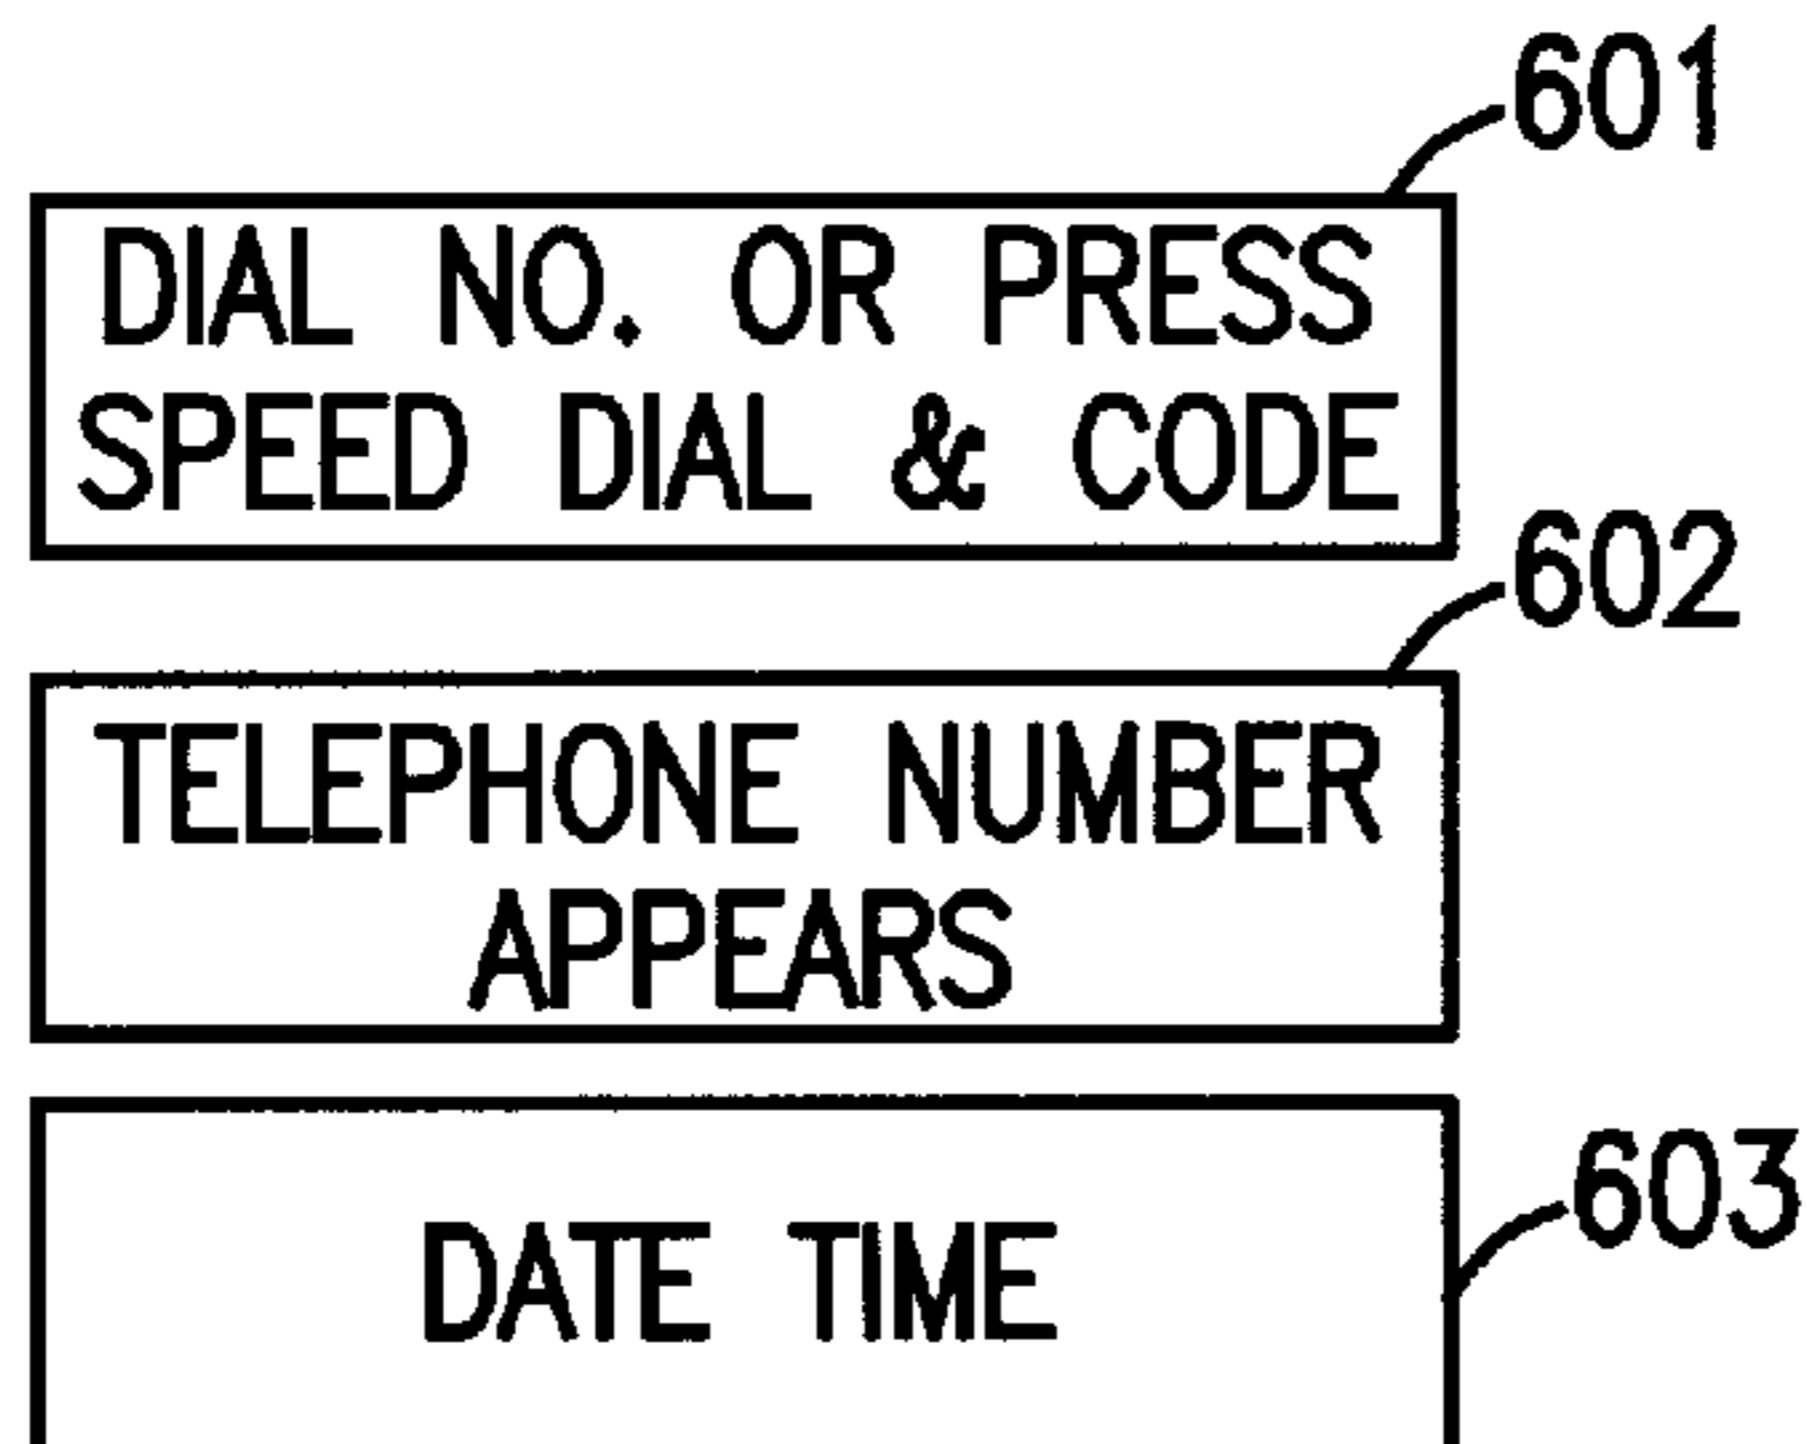 601
DIAL NO. OR PRESS
SPEED DIAL & CODE
602
TELEPHONE NUMBER
APPEARS
603
DATE TIME